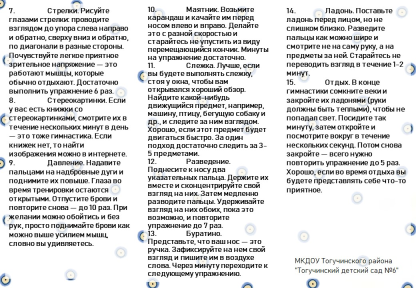 7. Стрелки. Рисуйте
глазами стрелки: проводите
взглядом до упора слева направо
и обратно, сверху вниз и обратно,
по диагонали в разные стороны.
Почувствуйте легкое приятное
зрительное напряжение — это
работают мышцы, которые
обычно отдыхают. Достаточно
выполнить упражнение 6 раз.
8. Стереокартинки. Если
у вас есть книжки со
стереокартинками, смотрите их в
течение нескольких минут в день
— это тоже гимнастика. Если
книжек нет, то найти
изображения можно в интернете.
9. Давление. Надавите
пальцами на надбровные дуги и
поднимите их повыше. Глаза во
время тренировки остаются
открытыми. Отпустите брови и
повторите снова — до 10 раз. При
желании можно обойтись и без
рук, просто поднимайте брови как
можно выше усилием мышц,
словно вы удивляетесь.
10. Маятник. Возьмите
карандаш и качайте им перед
носом влево и вправо. Делайте
это с разной скоростью и
старайтесь не упустить из виду
перемещающийся кончик. Минуты
на упражнение достаточно.
11. Слежка. Лучше, если
вы будете выполнять слежку,
стоя у окна, чтобы вам
открывался хороший обзор.
Найдите какой-нибудь
движущийся предмет, например,
машину, птицу, бегущую собаку и
др., и следите за ним взглядом.
Хорошо, если этот предмет будет
двигаться быстро. За один
подход достаточно следить за 3–
5 предметами.
12. Разведение.
Поднесите к носу два
указательных пальца. Держите их
вместе и сконцентрируйте свой
взгляд на них. Затем медленно
разводите пальцы. Удерживайте
взгляд на них обоих, пока это
возможно, и повторите
упражнение до 7 раз.
13. Буратино.
Представьте, что ваш нос — это
ручка. Зафиксируйте на нем свой
взгляд и пишите им в воздухе
слова. Через минуту переходите к
следующему упражнению.
14. Ладонь. Поставьте
ладонь перед лицом, но не
слишком близко. Разведите
пальцы как можно шире и
смотрите не на саму руку, а на
предметы за ней. Старайтесь не
переводить взгляд в течение 1–2
минут.
15. Отдых. В конце
гимнастики сомкните веки и
закройте их ладонями (руки
должны быть теплыми), чтобы не
попадал свет. Посидите так
минуту, затем откройте и
посмотрите вокруг в течение
нескольких секунд. Потом снова
закройте — всего нужно
повторить упражнение до 5 раз.
Хорошо, если во время отдыха вы
будете представлять себе что-то
приятное.
МКДОУ Тогучинского района
"Тогучинский детский сад №6"